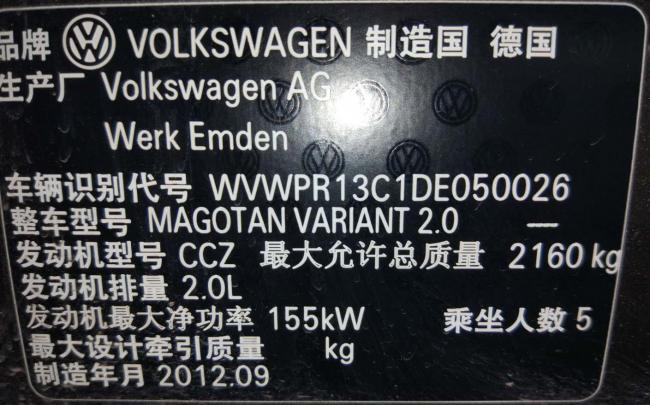 品牌 VOLKSWAGEN 制造国 德国
生产厂 Volkswagen AG
Werk Emden
车辆识别代号 WVWPR13C1DE050026
整车型号 MAGOTAN VARIANT 2.0 —
发动机型号 CCZ 最大允许总质量 2160 kg
发动机排量 2.0L
发动机最大净功率 155kW 乘坐人数 5
最大设计牵引质量 kg
制造年月 2012.09